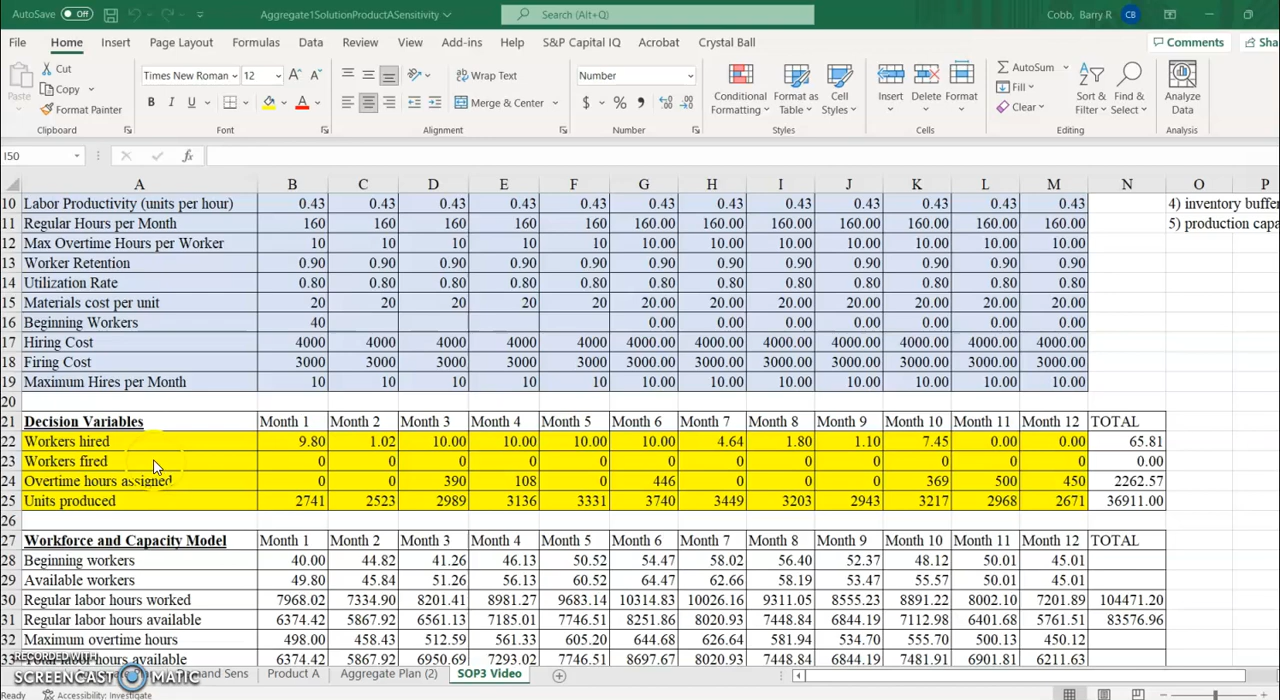 AutoSave Off Aggregate1SolutionProductASensitivity Search (Alt+Q) Cobb, Barry R CB
File Home Insert Page Layout Formulas Data Review View Add-ins Help S&P Capital IQ Acrobat Crystal Ball Comments Sha
Cut Times New Roman 12 Wrap Text Number AutoSum
Paste Copy Conditional Format as Cell Insert Delete Format Fill Sort & Find & Analyze
Format Painter B I U Merge & Center $ % Formatting Table Styles Clear Filter Select Data
Clipboard Font Alignment Number Styles Cells Editing Analysis
I50 fx
A B C D E F G H I J K L M N O P
10 Labor Productivity (units per hour) 0.43 0.43 0.43 0.43 0.43 0.43 0.43 0.43 0.43 0.43 0.43 0.43 4) inventory buffer
11 Regular Hours per Month 160 160 160 160 160 160.00 160.00 160.00 160.00 160.00 160.00 160.00 5) production capa
12 Max Overtime Hours per Worker 10 10 10 10 10 10.00 10.00 10.00 10.00 10.00 10.00 10.00
13 Worker Retention 0.90 0.90 0.90 0.90 0.90 0.90 0.90 0.90 0.90 0.90 0.90 0.90
14 Utilization Rate 0.80 0.80 0.80 0.80 0.80 0.80 0.80 0.80 0.80 0.80 0.80 0.80
15 Materials cost per unit 20 20 20 20 20 20.00 20.00 20.00 20.00 20.00 20.00 20.00
16 Beginning Workers 40 0.00 0.00 0.00 0.00 0.00 0.00 0.00
17 Hiring Cost 4000 4000 4000 4000 4000 4000.00 4000.00 4000.00 4000.00 4000.00 4000.00 4000.00
18 Firing Cost 3000 3000 3000 3000 3000 3000.00 3000.00 3000.00 3000.00 3000.00 3000.00 3000.00
19 Maximum Hires per Month 10 10 10 10 10 10.00 10.00 10.00 10.00 10.00 10.00 10.00
20
21 Decision Variables Month 1 Month 2 Month 3 Month 4 Month 5 Month 6 Month 7 Month 8 Month 9 Month 10 Month 11 Month 12 TOTAL
22 Workers hired 9.80 1.02 10.00 10.00 10.00 10.00 4.64 1.80 1.10 7.45 0.00 0.00 65.81
23 Workers fired 0 0 0 0 0 0 0 0 0 0 0 0 0.00
24 Overtime hours assigned 0 0 390 108 0 446 0 0 0 369 500 450 2262.57
25 Units produced 2741 2523 2989 3136 3331 3740 3449 3203 2943 3217 2968 2671 36911.00
26
27 Workforce and Capacity Model Month 1 Month 2 Month 3 Month 4 Month 5 Month 6 Month 7 Month 8 Month 9 Month 10 Month 11 Month 12 TOTAL
28 Beginning workers 40.00 44.82 41.26 46.13 50.52 54.47 58.02 56.40 52.37 48.12 50.01 45.01
29 Available workers 49.80 45.84 51.26 56.13 60.52 64.47 62.66 58.19 53.47 55.57 50.01 45.01
30 Regular labor hours worked 7968.02 7334.90 8201.41 8981.27 9683.14 10314.83 10026.16 9311.05 8555.23 8891.22 8002.10 7201.89 104471.20
31 Regular labor hours available 6374.42 5867.92 6561.13 7185.01 7746.51 8251.86 8020.93 7448.84 6844.19 7112.98 6401.68 5761.51 83576.96
32 Maximum overtime hours 498.00 458.43 512.59 561.33 605.20 644.68 626.64 581.94 534.70 555.70 500.13 450.12
33 Total labor hours available 6374.42 5867.92 6950.69 7293.02 7746.51 8697.67 8020.93 7448.84 6844.19 7481.91 6901.81 6211.63
RECORDED WITH
SCREENCAST MATIC
and Sens Product A Aggregate Plan (2) SOP3 Video
Ready Accessibility: Investigate